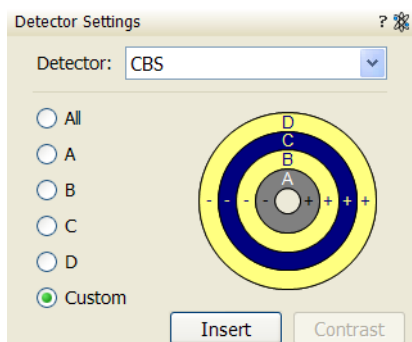 Detector Settings ?
Detector: CBS
All
A
B
C
D
Custom
D
C
B
A
- - - - + + + +
Insert Contrast